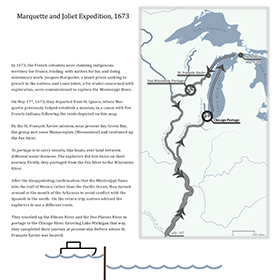 Marquette and Joliet Expedition, 1673
In 1673, the French colonists were claiming indigenous
territory for France, trading with natives for fur, and doing
missionary work. Jacques Marquette, a Jesuit priest seeking to
preach to the natives, and Louis Joliet, a fur trader concerned with
exploration, were commissioned to explore the Mississippi River.
On May 17th, 1673, they departed from St. Ignace, where Mar-
quette previously helped establish a mission, in a canoe with five
French-Indians, following the route depicted on this map.
By the St. François Xavier mission, near present day Green Bay,
the group met some Manaoaquie (Menominee) and continued up
the Fox River.
To portage is to carry vessels, like boats, over land between
different water features. The explorers did this twice on their
journey. Firstly, they portaged from the Fox River to the Wisconsin
River.
After the disappointing confirmation that the Mississippi flows
into the Gulf of Mexico rather than the Pacific Ocean, they turned
around at the mouth of the Arkansas to avoid conflict with the
Spanish to the south. On the return trip, natives advised the
explorers to use a different route.
They travelled up the Illinois River and the Des Plaines River to
portage to the Chicago River. Entering Lake Michigan that way,
they completed their journey at present-day DePere where St.
François Xavier was located.
St. François Xavier
Fox-Wisconsin Portage
Chicago Portage